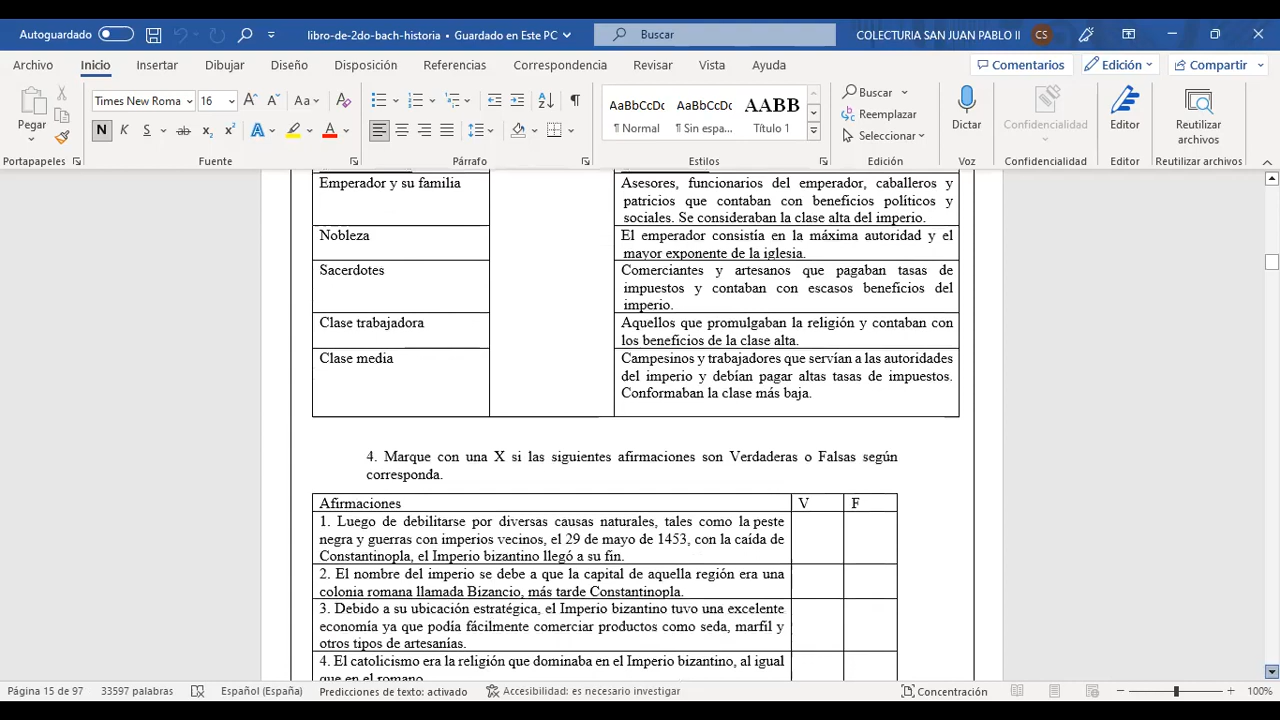 Autoguardado libro-de-2do-bach-historia • Guardado en Este PC Buscar COLECTURIA SAN JUAN PABLO II CS
Archivo Inicio Insertar Dibujar Diseño Disposición Referencias Correspondencia Revisar Vista Ayuda Comentarios Edición Compartir
Pegar
Times New Roma 16 Aa
N K S ab x₂ x² A A
AaBbCcDc AaBbCcDc AABB
¶ Normal ¶ Sin espa... Título 1
Buscar
Reemplazar
Seleccionar
Dictar
Confidencialidad
Editor
Reutilizar
archivos
Portapapeles Fuente Párrafo Estilos Edición Voz Confidencialidad Editor Reutilizar archivos
Emperador y su familia
Asesores, funcionarios del emperador, caballeros y
patricios que contaban con beneficios políticos y
sociales. Se consideraban la clase alta del imperio.
Nobleza
El emperador consistía en la máxima autoridad y el
mayor exponente de la iglesia.
Sacerdotes
Comerciantes y artesanos que pagaban tasas de
impuestos y contaban con escasos beneficios del
imperio.
Clase trabajadora
Aquellos que promulgaban la religión y contaban con
los beneficios de la clase alta.
Clase media
Campesinos y trabajadores que servían a las autoridades
del imperio y debían pagar altas tasas de impuestos.
Conformaban la clase más baja.
4. Marque con una X si las siguientes afirmaciones son Verdaderas o Falsas según
corresponda.
Afirmaciones V F
1. Luego de debilitarse por diversas causas naturales, tales como la peste
negra y guerras con imperios vecinos, el 29 de mayo de 1453, con la caída de
Constantinopla, el Imperio bizantino llegó a su fin.
2. El nombre del imperio se debe a que la capital de aquella región era una
colonia romana llamada Bizancio, más tarde Constantinopla.
3. Debido a su ubicación estratégica, el Imperio bizantino tuvo una excelente
economía ya que podía fácilmente comerciar productos como seda, marfil y
otros tipos de artesanías.
4. El catolicismo era la religión que dominaba en el Imperio bizantino, al igual
que en el romano.
Página 15 de 97 33597 palabras Español (España) Predicciones de texto: activado Accesibilidad: es necesario investigar Concentración 100%